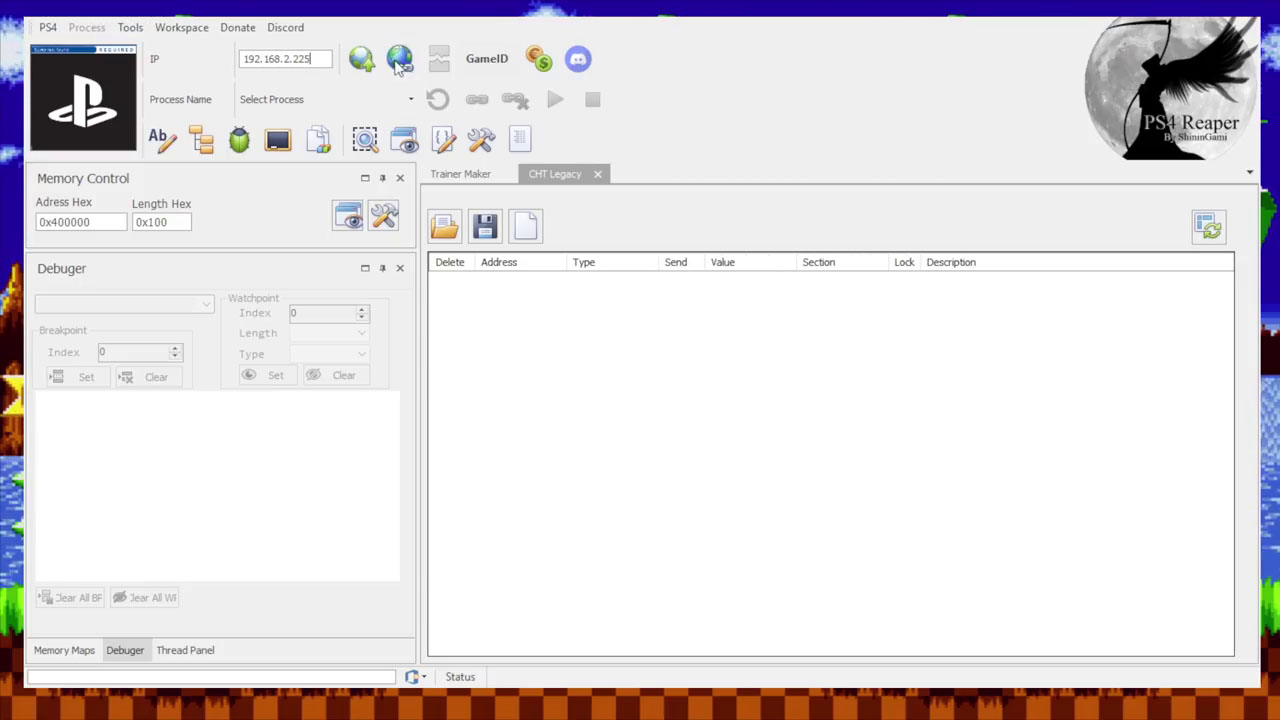 PS4 Process Tools Workspace Donate Discord
REQUIRED
IP 192.168.2.225 GameID
Process Name Select Process
PS4 Reaper
By ShininGami
Memory Control
Adress Hex Length Hex
0x400000 0x100
Debuger
Watchpoint
Index 0
Length
Type
Set Clear
Breakpoint
Index 0
Set Clear
Clear All BF Clear All WF
Memory Maps Debuger Thread Panel
Trainer Maker CHT Legacy
Delete Address Type Send Value Section Lock Description
Status